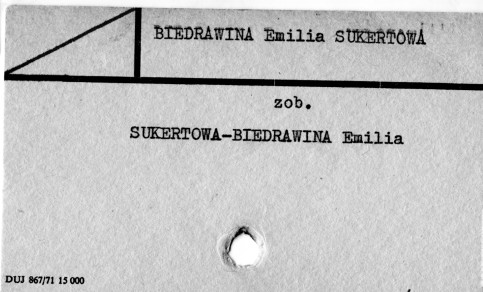 BIEDRAWINA Emilia SUKERTOWA
zob.
SUKERTOWA-BIEDRAWINA Emilia
DUJ 867/71 15 000